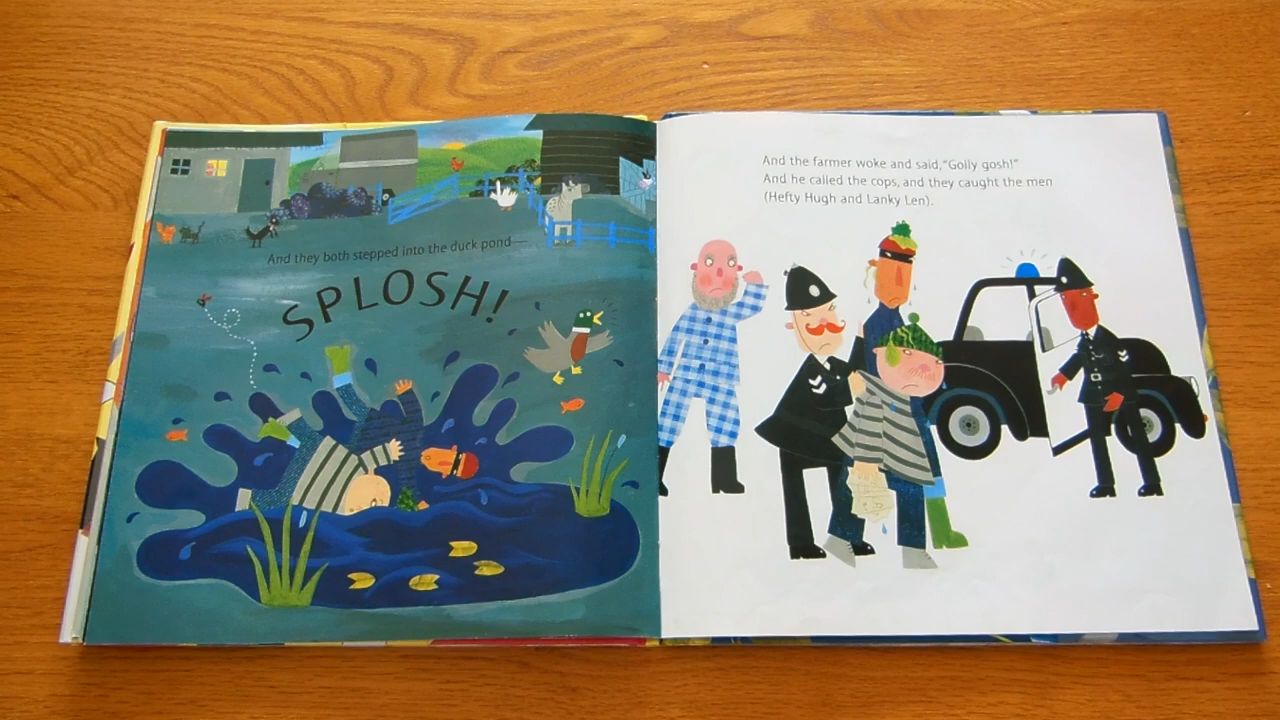 And they both stepped into the duck pond—
SPLOSH!
And the farmer woke and said, “Golly gosh!”
And he called the cops, and they caught the men
(Hefty Hugh and Lanky Len).